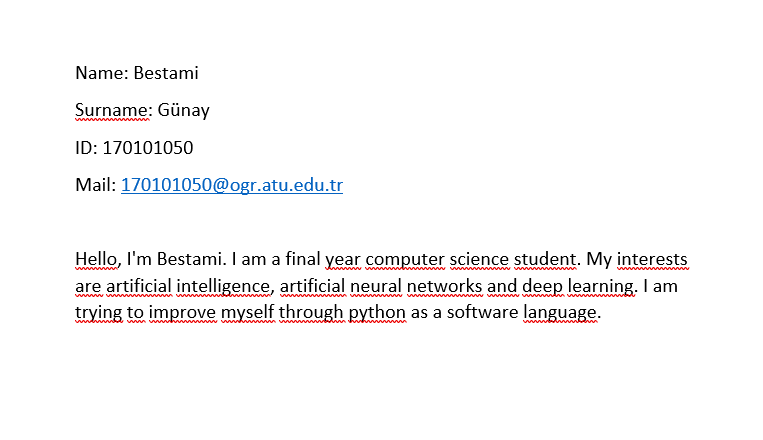 Name: Bestami
Surname: Günay
ID: 170101050
Mail: 170101050@ogr.atu.edu.tr
Hello, I'm Bestami. I am a final year computer science student. My interests
are artificial intelligence, artificial neural networks and deep learning. I am
trying to improve myself through python as a software language.